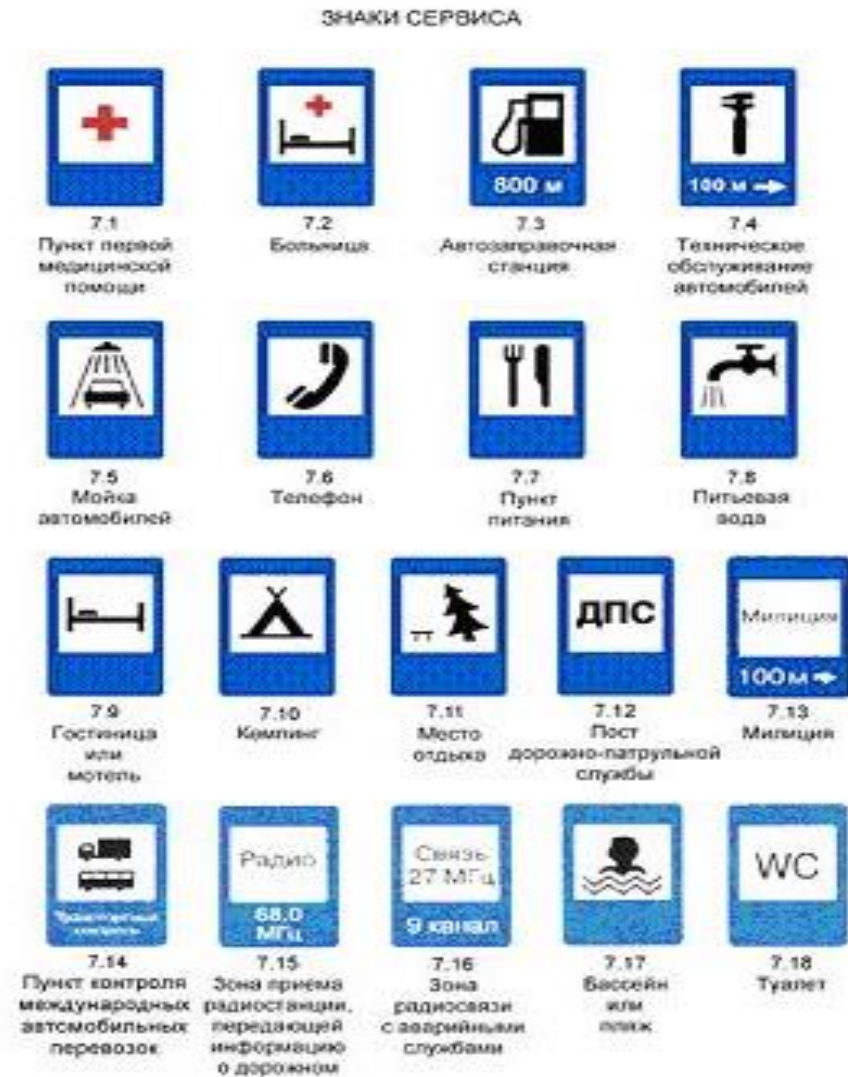 ЗНАКИ СЕРВИСА
800 м
100 м
7.1
Пункт первой
медицинской
помощи
7.2
Больница
7.3
Автозаправочная
станция
7.4
Техническое
обслуживание
автомобилей
7.5
Мойка
автомобилей
7.6
Телефон
7.7
Пункт
питания
7.8
Питьевая
вода
ДПС
Милиция
100 м
7.9
Гостиница
или
мотель
7.10
Кемпинг
7.11
Место
отдыха
7.12
Пост
дорожно-патрульной
службы
7.13
Милиция
Транспортный
контроль
Радио
68.0
МГц
Связь
27 МГц
9 канал
WC
7.14
Пункт контроля
международных
автомобильных
перевозок
7.15
Зона приема
радиостанции,
передающей
информацию
о дорожном
7.16
Зона
радиосвязи
с аварийными
службами
7.17
Бассейн
или
пляж
7.18
Туалет